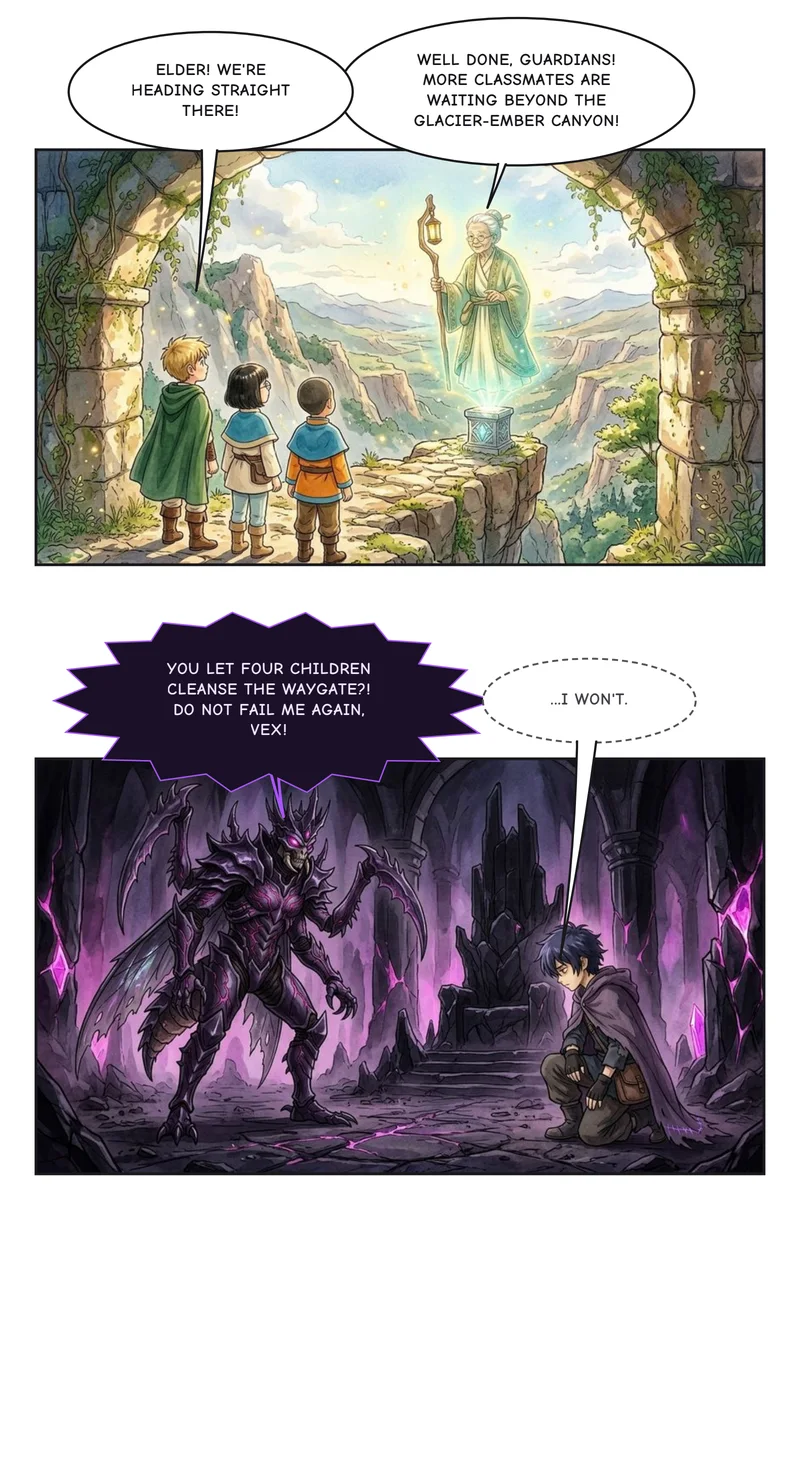 ELDER! WE'RE
HEADING STRAIGHT
THERE!
WELL DONE, GUARDIANS!
MORE CLASSMATES ARE
WAITING BEYOND THE
GLACIER-EMBER CANYON!
YOU LET FOUR CHILDREN
CLEANSE THE WAYGATE?!
DO NOT FAIL ME AGAIN,
VEX!
...I WON'T.